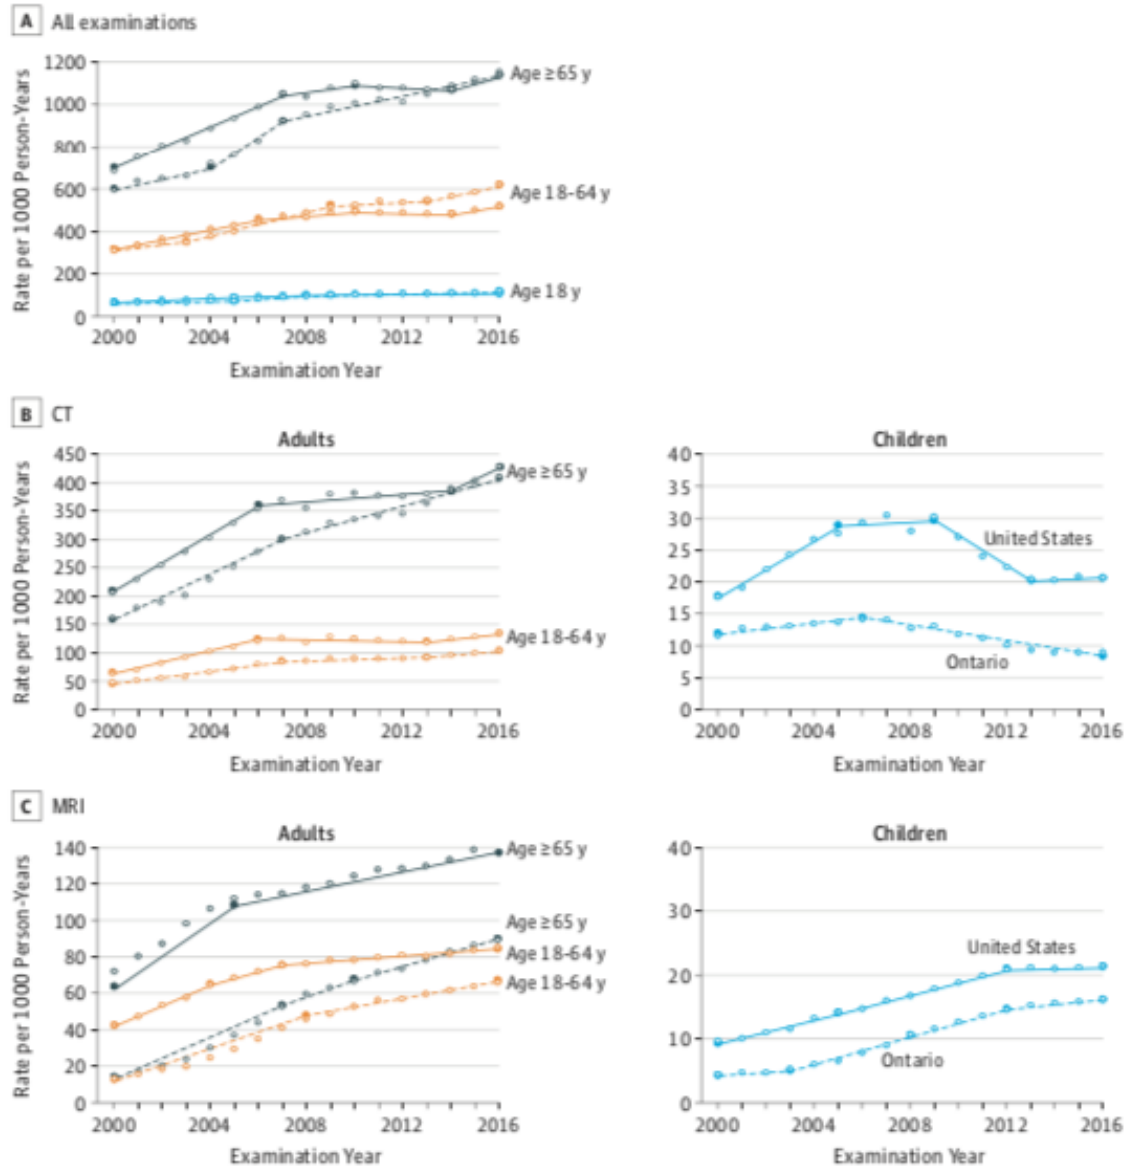 A All examinations
Rate per 1000 Person-Years
1200
1000
800
600
400
200
0
Age ≥65 y
Age 18-64 y
Age 18 y
2000 2004 2008 2012 2016
Examination Year
B CT
Adults
Rate per 1000 Person-Years
450
400
350
300
250
200
150
100
50
0
Age ≥65 y
Age 18-64 y
2000 2004 2008 2012 2016
Examination Year
Children
40
35
30
25
20
15
10
5
0
United States
Ontario
2000 2004 2008 2012 2016
Examination Year
C MRI
Adults
Rate per 1000 Person-Years
140
120
100
80
60
40
20
0
Age ≥65 y
Age ≥65 y
Age 18-64 y
Age 18-64 y
2000 2004 2008 2012 2016
Examination Year
Children
40
30
20
10
0
United States
Ontario
2000 2004 2008 2012 2016
Examination Year